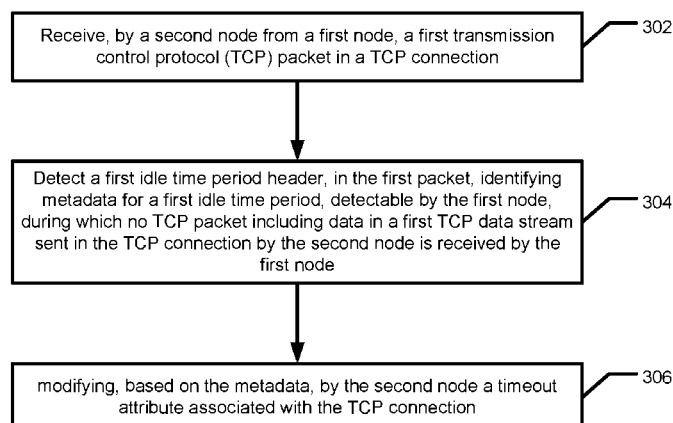 Receive, by a second node from a first node, a first transmission
control protocol (TCP) packet in a TCP connection
302
Detect a first idle time period header, in the first packet, identifying
metadata for a first idle time period, detectable by the first node,
during which no TCP packet including data in a first TCP data stream
sent in the TCP connection by the second node is received by the
first node
304
modifying, based on the metadata, by the second node a timeout
attribute associated with the TCP connection
306